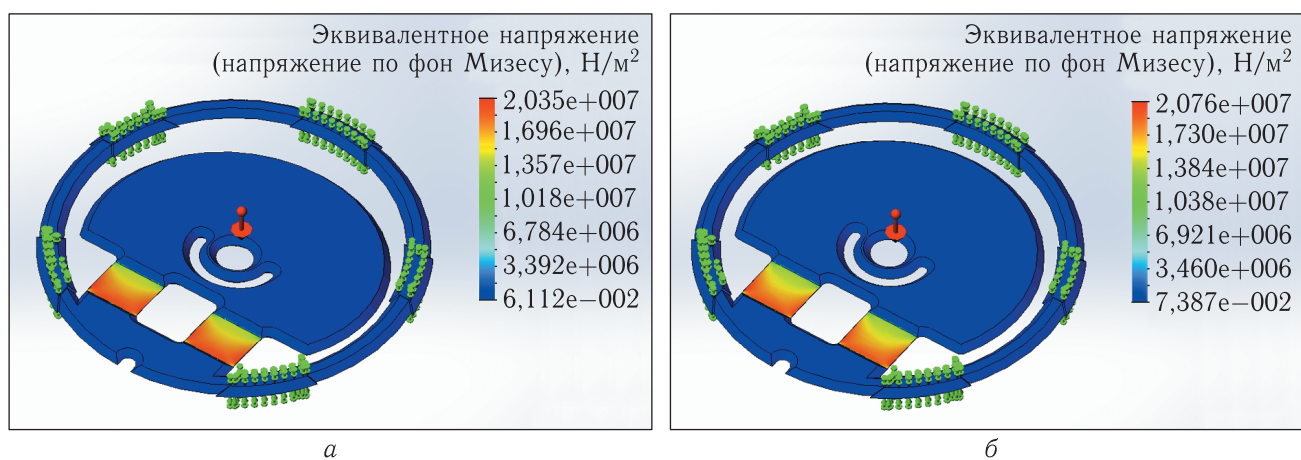 Эквивалентное напряжение
(напряжение по фон Мизесу), Н/м²
2,035e+007
1,696e+007
1,357e+007
1,018e+007
6,784e+006
3,392e+006
6,112e−002
а
Эквивалентное напряжение
(напряжение по фон Мизесу), Н/м²
2,076e+007
1,730e+007
1,384e+007
1,038e+007
6,921e+006
3,460e+006
7,387e−002
б